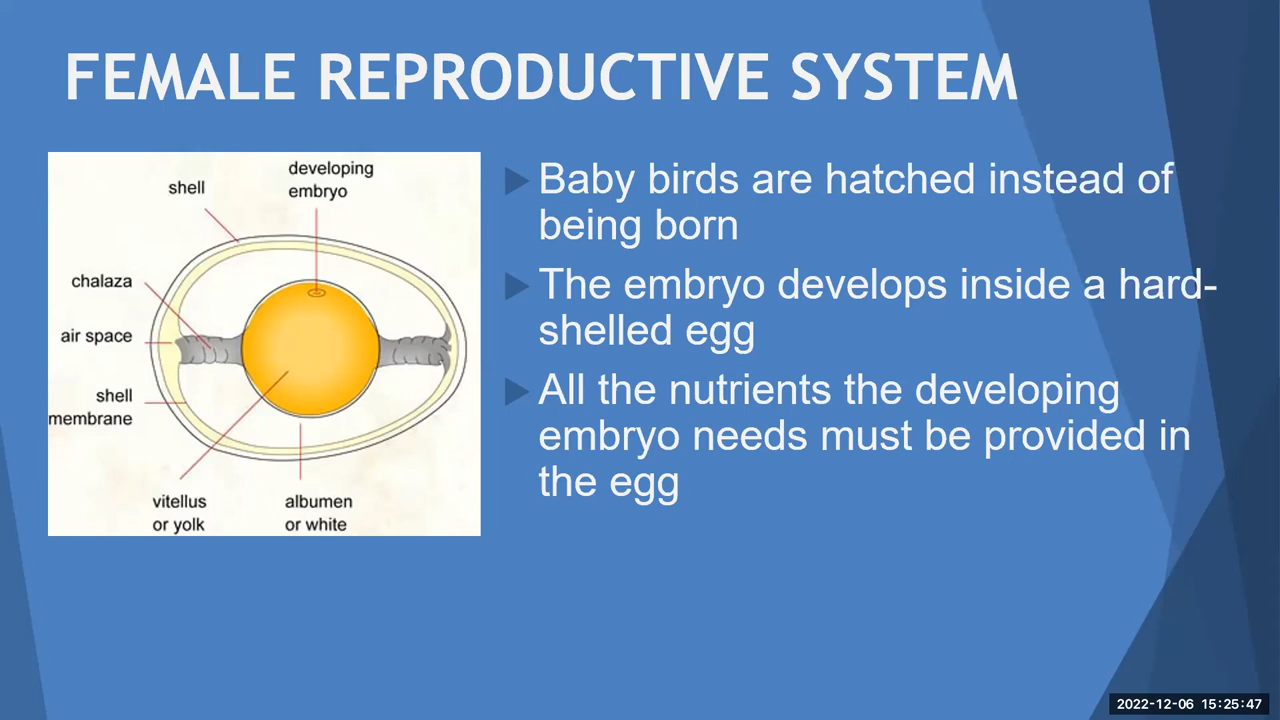 FEMALE REPRODUCTIVE SYSTEM
developing
embryo
shell
chalaza
air space
shell
membrane
vitellus
or yolk
albumen
or white
Baby birds are hatched instead of
being born
The embryo develops inside a hard-
shelled egg
All the nutrients the developing
embryo needs must be provided in
the egg
2022-12-06 15:25:47